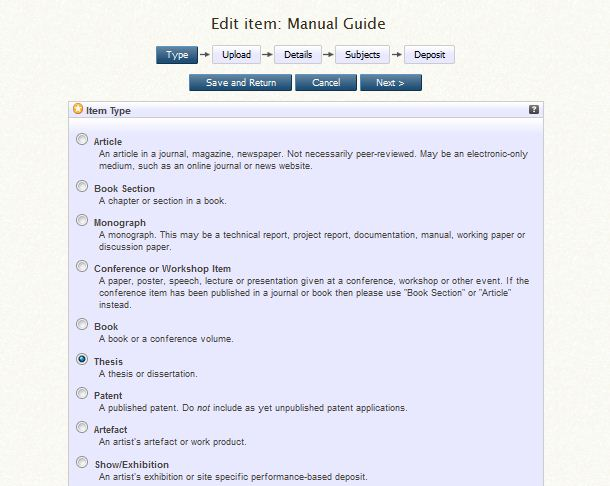 Edit item: Manual Guide
Type → Upload → Details → Subjects → Deposit
Save and Return Cancel Next >
Item Type ?
Article
An article in a journal, magazine, newspaper. Not necessarily peer-reviewed. May be an electronic-only
medium, such as an online journal or news website.
Book Section
A chapter or section in a book.
Monograph
A monograph. This may be a technical report, project report, documentation, manual, working paper or
discussion paper.
Conference or Workshop Item
A paper, poster, speech, lecture or presentation given at a conference, workshop or other event. If the
conference item has been published in a journal or book then please use "Book Section" or "Article"
instead.
Book
A book or a conference volume.
Thesis
A thesis or dissertation.
Patent
A published patent. Do not include as yet unpublished patent applications.
Artefact
An artist's artefact or work product.
Show/Exhibition
An artist's exhibition or site specific performance-based deposit.